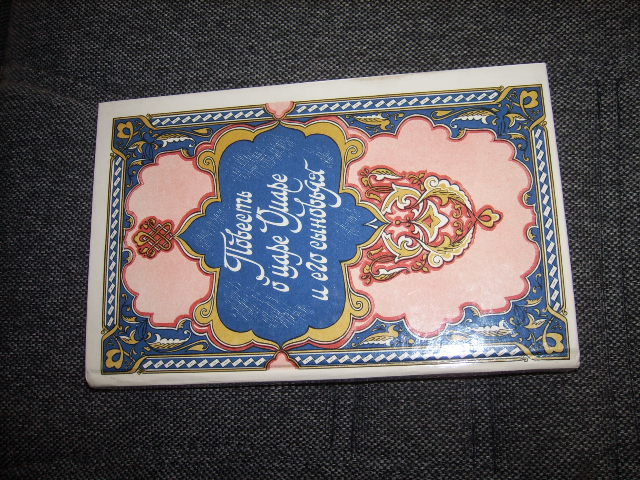 Повесть
о царе Омаре
и его сыновьях